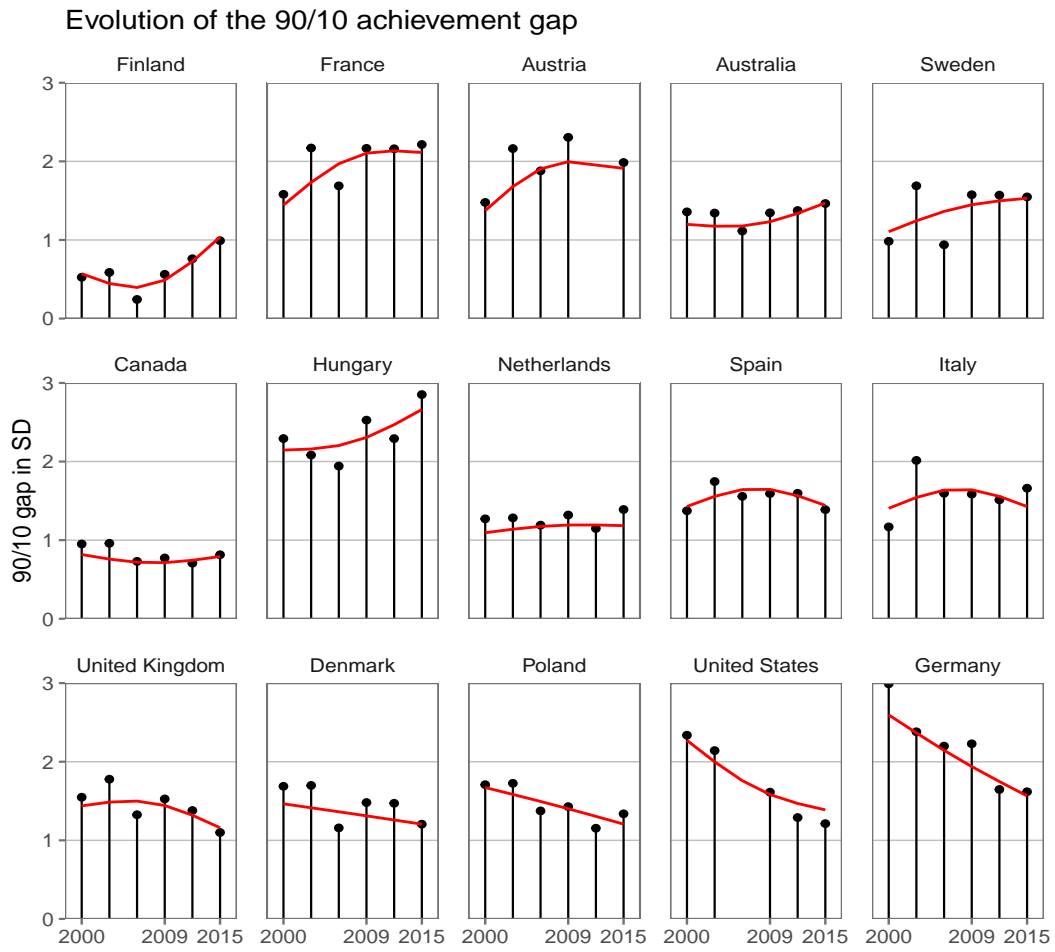 Evolution of the 90/10 achievement gap
Finland France Austria Australia Sweden
3
2
1
0
Canada Hungary Netherlands Spain Italy
3
2
1
0
90/10 gap in SD
United Kingdom Denmark Poland United States Germany
3
2
1
0
2000 2009 2015 2000 2009 2015 2000 2009 2015 2000 2009 2015 2000 2009 2015